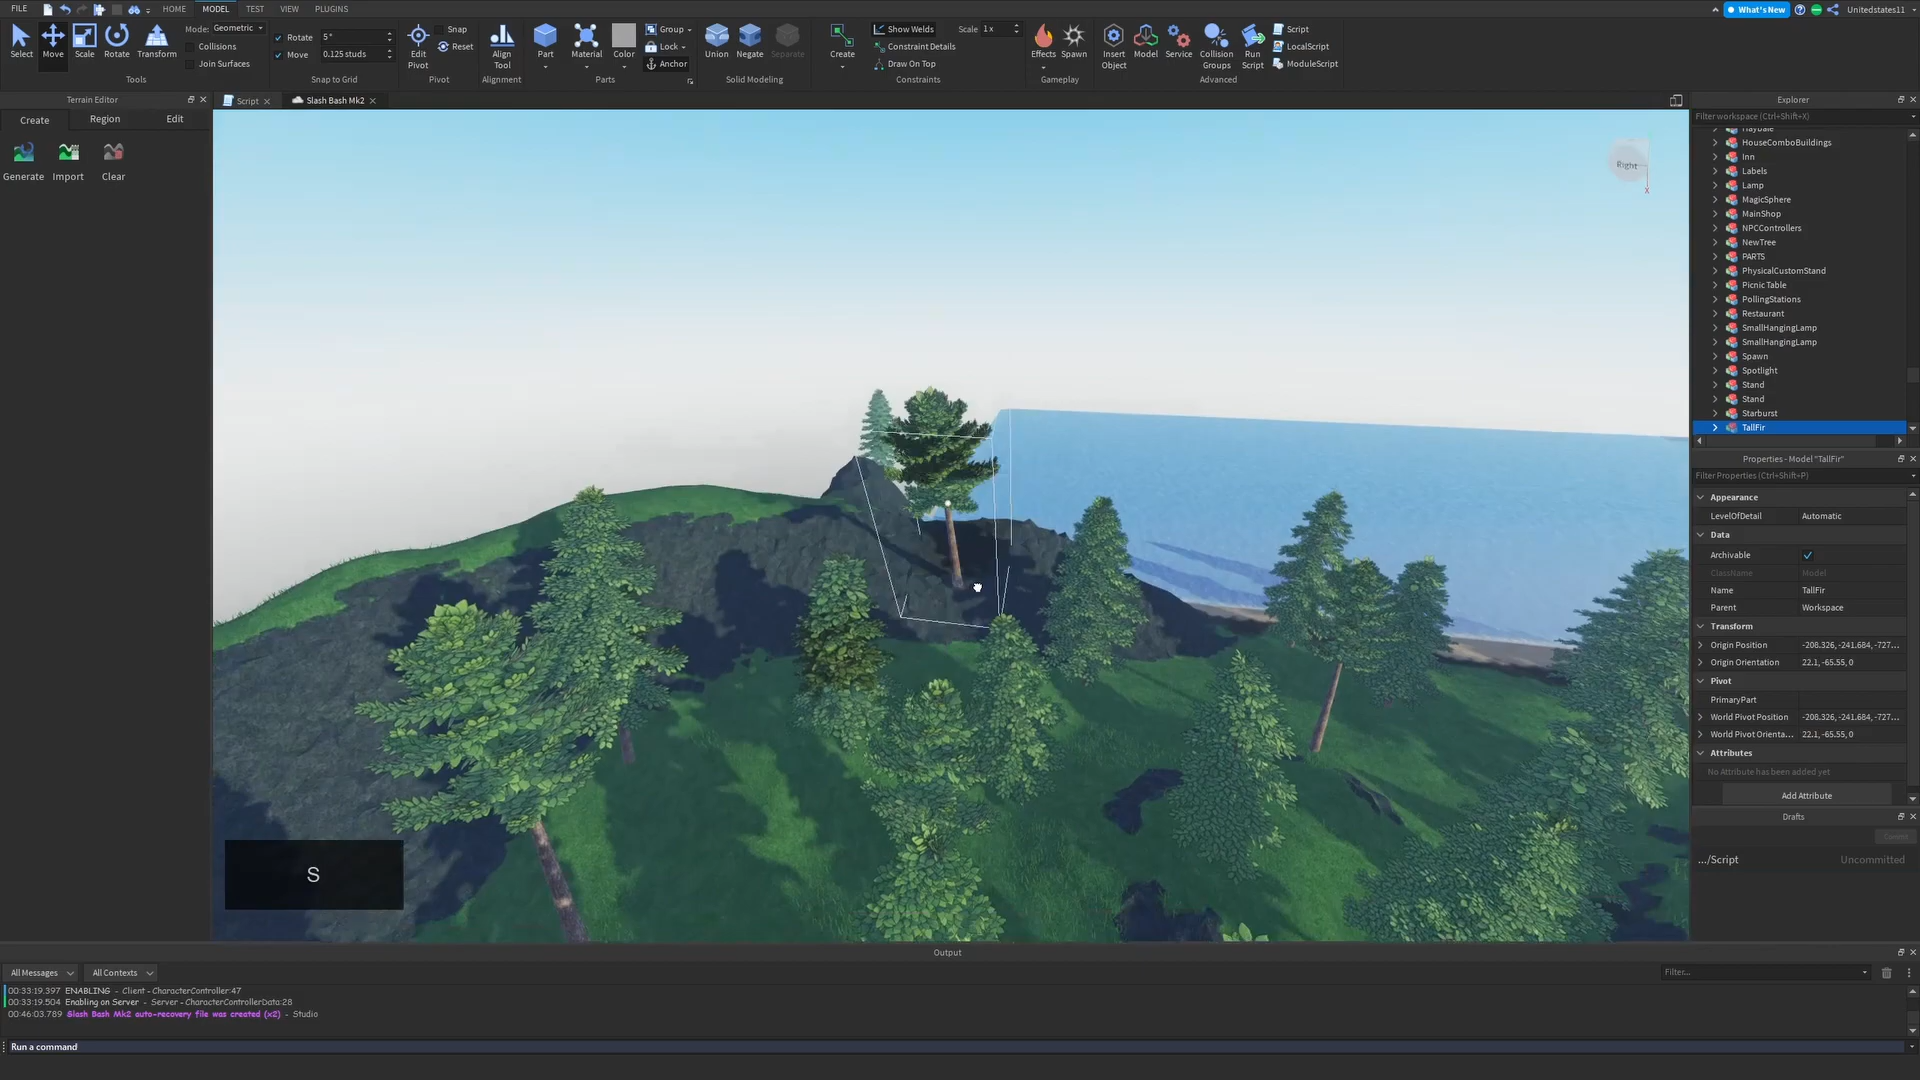 FILE HOME MODEL TEST VIEW PLUGINS What's New Unitedstates11
Select Move Scale Rotate Transform
Mode: Geometric
Collisions
Join Surfaces
Tools
Rotate 5°
Move 0.125 studs
Snap to Grid
Edit Pivot
Snap
Reset
Pivot
Align Tool
Alignment
Part Material Color
Group
Lock
Anchor
Parts
Union Negate Separate
Solid Modeling
Create
Show Welds
Constraint Details
Draw On Top
Scale 1x
Constraints
Effects Spawn
Gameplay
Insert Object
Model
Service
Collision Groups
Run Script
Script
LocalScript
ModuleScript
Advanced
Terrain Editor
Create Region Edit
Generate Import Clear
Script Slash Bash Mk2
Right
X
S
Explorer
Filter workspace (Ctrl+Shift+X)
HayBale
HouseComboBuildings
Inn
Labels
Lamp
MagicSphere
MainShop
NPCControllers
NewTree
PARTS
PhysicalCustomStand
Picnic Table
PollingStations
Restaurant
SmallHangingLamp
SmallHangingLamp
Spawn
Spotlight
Stand
Stand
Starburst
TallFir
Properties - Model "TallFir"
Filter Properties (Ctrl+Shift+P)
Appearance
LevelOfDetail Automatic
Data
Archivable
ClassName Model
Name TallFir
Parent Workspace
Transform
Origin Position -208.326, -241.684, -727...
Origin Orientation 22.1, -65.55, 0
Pivot
PrimaryPart
World Pivot Position -208.326, -241.684, -727...
World Pivot Orienta... 22.1, -65.55, 0
Attributes
No Attribute has been added yet
Add Attribute
Drafts
Commit
.../Script Uncommitted
Output
All Messages All Contexts Filter...
00:33:19.397 ENABLING - Client - CharacterController:47
00:33:19.504 Enabling on Server - Server - CharacterControllerData:28
00:46:03.789 Slash Bash Mk2 auto-recovery file was created (x2) - Studio
Run a command